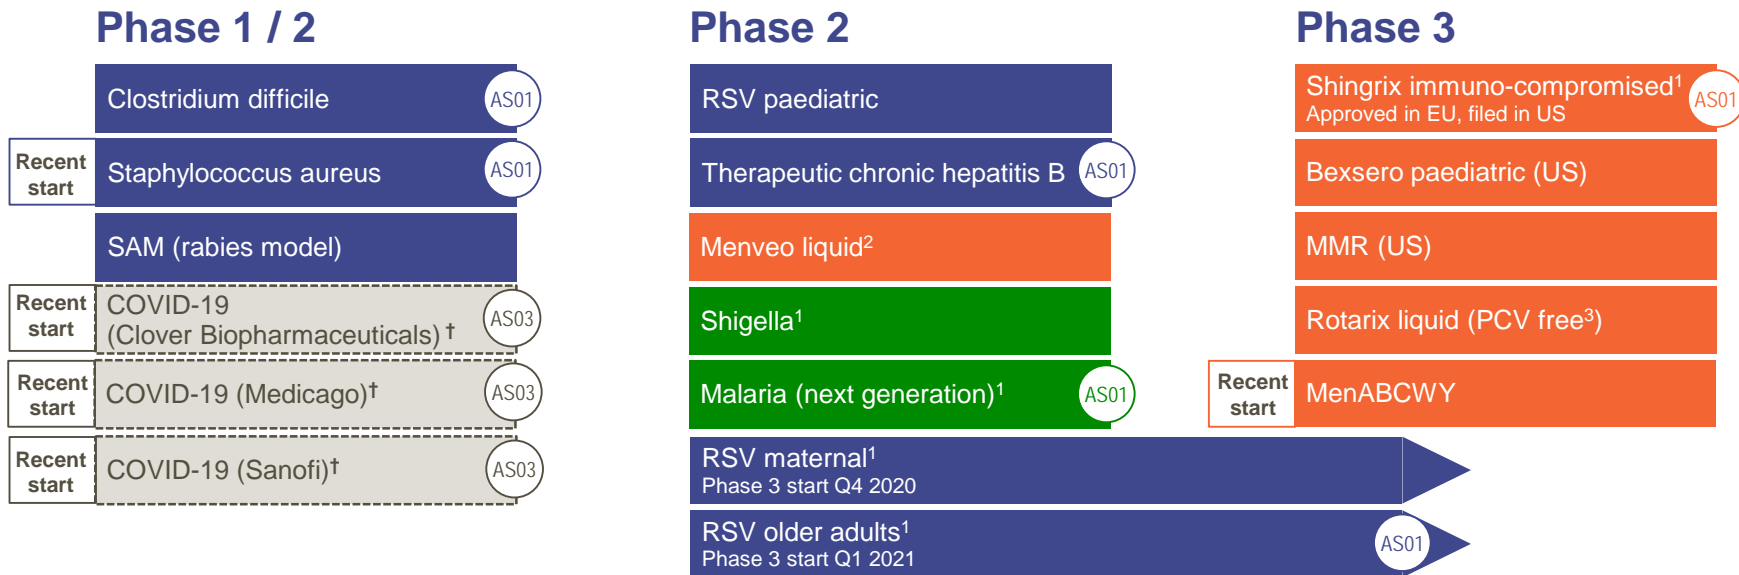 Phase 1 / 2
Clostridium difficile
AS01
Recent
start
Staphylococcus aureus
AS01
SAM (rabies model)
Recent
start
COVID-19
(Clover Biopharmaceuticals) †
AS03
Recent
start
COVID-19 (Medicago)†
AS03
Recent
start
COVID-19 (Sanofi)†
AS03
Phase 2
RSV paediatric
Therapeutic chronic hepatitis B
AS01
Menveo liquid²
Shigella¹
Malaria (next generation)¹
AS01
RSV maternal¹
Phase 3 start Q4 2020
RSV older adults¹
Phase 3 start Q1 2021
AS01
Phase 3
Shingrix immuno-compromised¹
Approved in EU, filed in US
AS01
Bexsero paediatric (US)
MMR (US)
Rotarix liquid (PCV free³)
Recent
start
MenABCWY